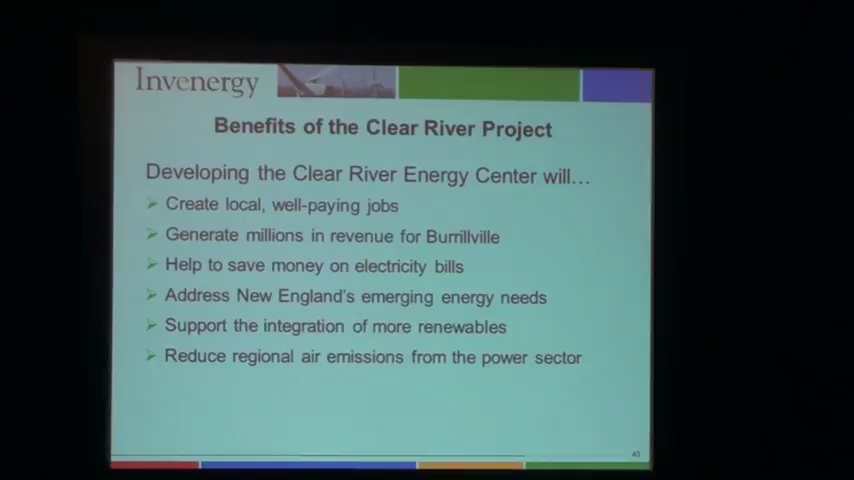 Invenergy
Benefits of the Clear River Project
Developing the Clear River Energy Center will...
Create local, well-paying jobs
Generate millions in revenue for Burrillville
Help to save money on electricity bills
Address New England's emerging energy needs
Support the integration of more renewables
Reduce regional air emissions from the power sector
43